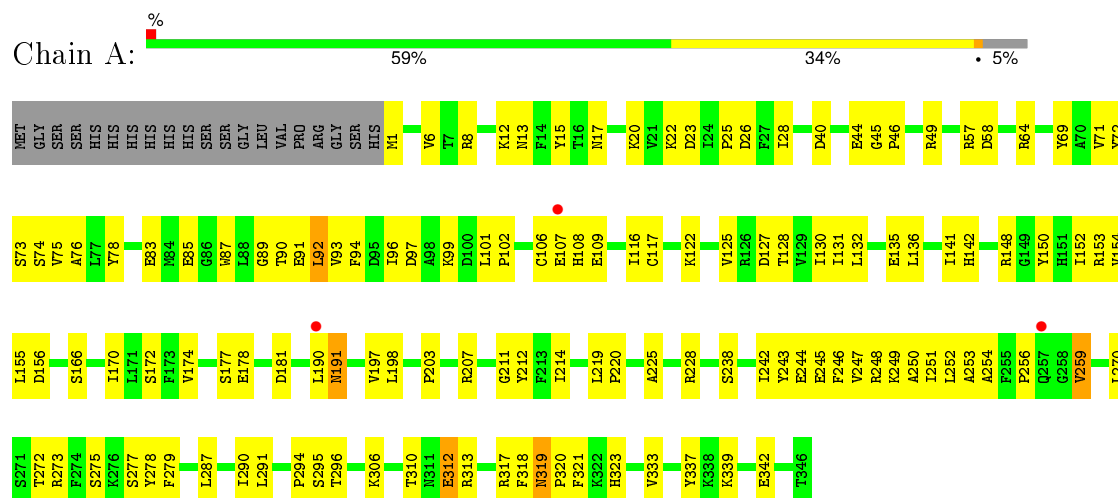 %
Chain A:
59% 34% • 5%
MET GLY SER SER HIS HIS HIS HIS HIS HIS SER SER GLY LEU VAL PRO ARG GLY SER HIS M1 V6 T7 R8 K12 N13 F14 Y15 T16 N17 K20 V21 K22 D23 I24 P25 D26 F27 I28 D40 E44 G45 P46 R49 R57 D58 R64 Y69 A70 V71 Y72
S73 S74 V75 A76 L77 Y78 E83 M84 E85 G86 W87 L88 G89 T90 E91 L92 V93 F94 D95 I96 D97 A98 K99 D100 L101 P102 C106 E107 H108 E109 I116 C117 K122 V125 R126 D127 T128 V129 I130 I131 L132 E135 L136 I141 H142 R148 G149 Y150 H151 I152 R153 V154
L155 D156 S166 I170 L171 S172 F173 V174 S177 E178 D181 L190 N191 V197 L198 P203 R207 G211 Y212 F213 I214 L219 P220 A225 R228 S238 I242 Y243 E244 E245 F246 V247 R248 K249 A250 I251 L252 A253 A254 F255 P256 Q257 G258 V259 L270
S271 T272 R273 F274 S275 K276 S277 Y278 F279 L287 I290 L291 P294 S295 T296 K306 T310 N311 E312 R313 R317 F318 N319 P320 F321 K322 H323 V333 Y337 K338 K339 E342 T346